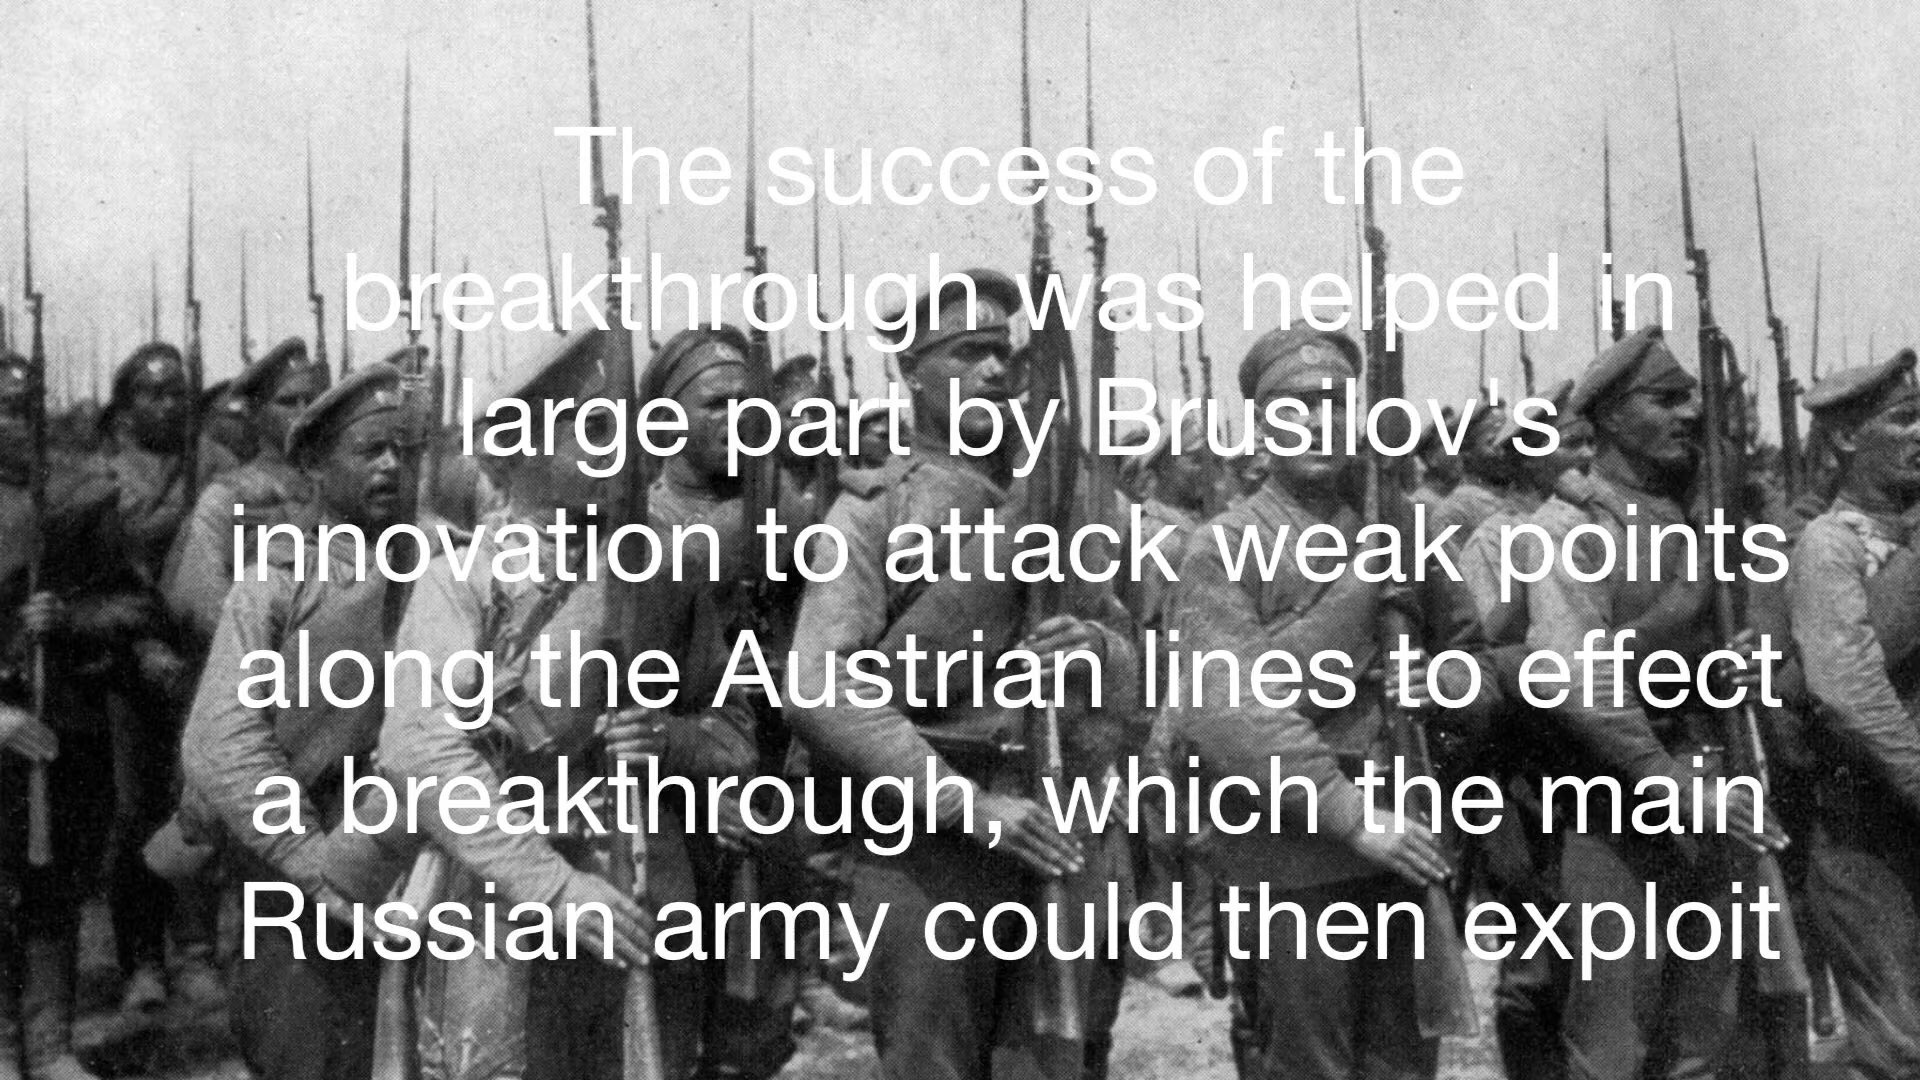 The success of the
breakthrough was helped in
large part by Brusilov's
innovation to attack weak points
along the Austrian lines to effect
a breakthrough, which the main
Russian army could then exploit